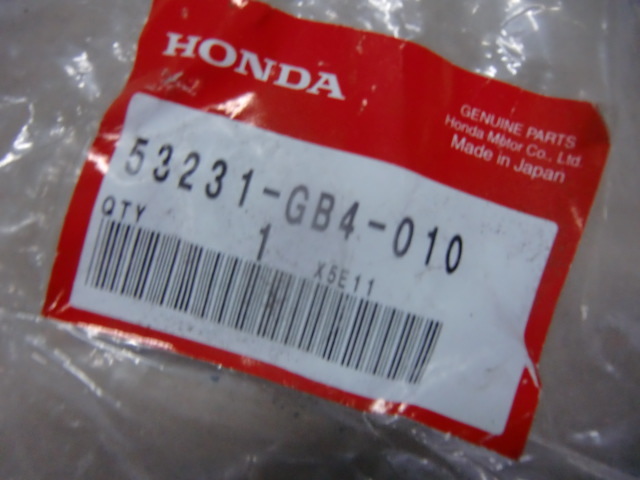 HONDA
GENUINE PARTS
Honda Motor Co., Ltd.
Made in Japan
53231-GB4-010
QTY 1
X5E11